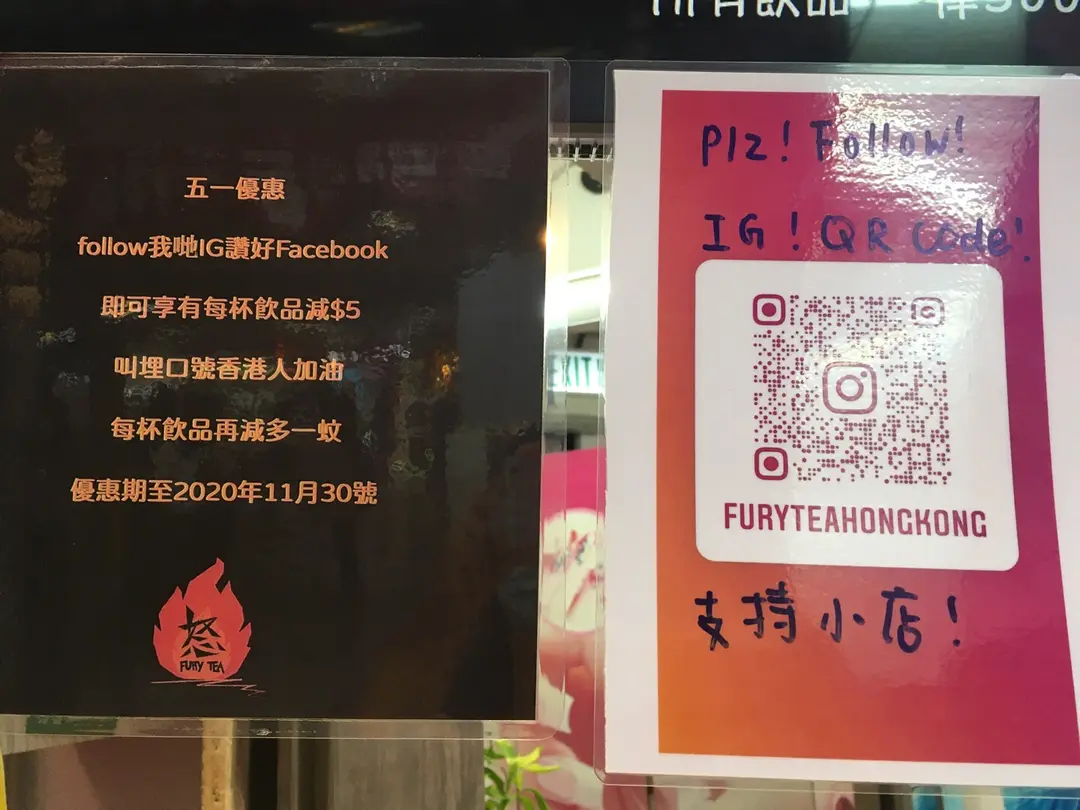 五一優惠
follow我哋IG讚好Facebook
即可享有每杯飲品減$5
叫埋口號香港人加油
每杯飲品再減多一蚊
優惠期至2020年11月30號
怒
FURY TEA
Plz! Follow!
IG! QR Code!
FURYTEAHONGKONG
支持小店!
EXIT